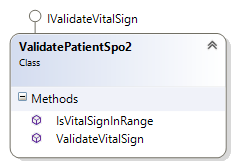 IValidateVitalSign
ValidatePatientSpo2
Class
Methods
IsVitalSignInRange
ValidateVitalSign